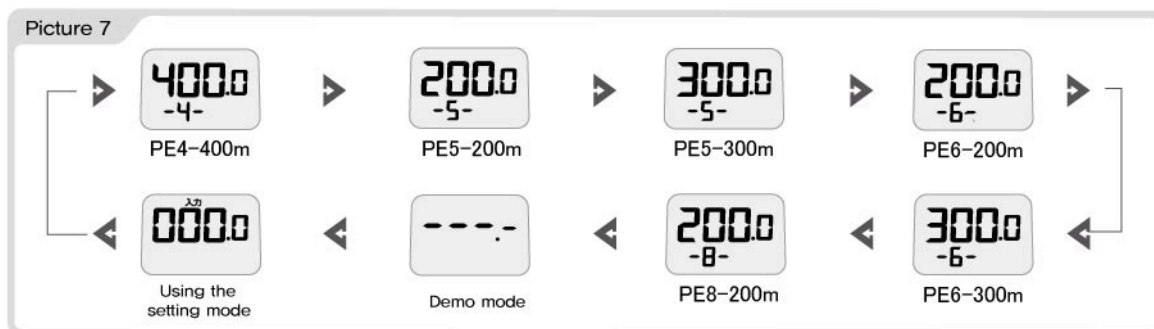 Picture 7
400.0
-4-
PE4-400m
200.0
-5-
PE5-200m
300.0
-5-
PE5-300m
200.0
-6-
PE6-200m
入力
000.0
Using the
setting mode
---.-
Demo mode
200.0
-8-
PE8-200m
300.0
-6-
PE6-300m